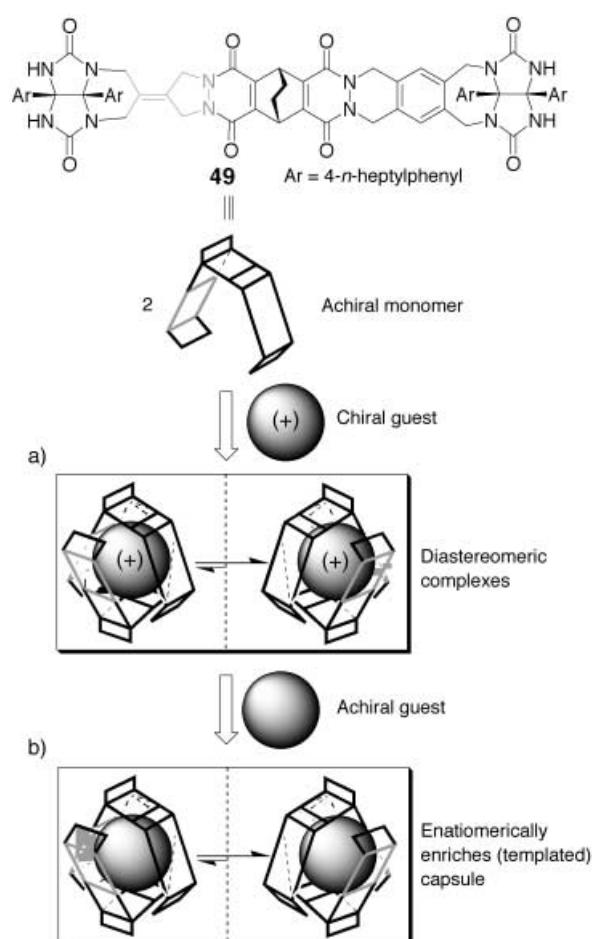 O O O O
HN N N N N N HN
Ar Ar Ar Ar
HN N N N N N NH
O O O O
49 Ar = 4-n-heptylphenyl
2 Achiral monomer
(+) Chiral guest
a)
(+) (+) Diastereomeric
complexes
Achiral guest
b)
Enatiomerically
enriches (templated)
capsule